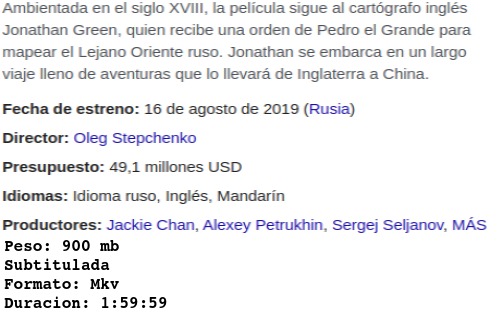 Ambientada en el siglo XVIII, la película sigue al cartógrafo inglés
Jonathan Green, quien recibe una orden de Pedro el Grande para
mapear el Lejano Oriente ruso. Jonathan se embarca en un largo
viaje lleno de aventuras que lo llevará de Inglaterra a China.
Fecha de estreno: 16 de agosto de 2019 (Rusia)
Director: Oleg Stepchenko
Presupuesto: 49,1 millones USD
Idiomas: Idioma ruso, Inglés, Mandarín
Productores: Jackie Chan, Alexey Petrukhin, Sergej Seljanov, MÁS
Peso: 900 mb
Subtitulada
Formato: Mkv
Duracion: 1:59:59